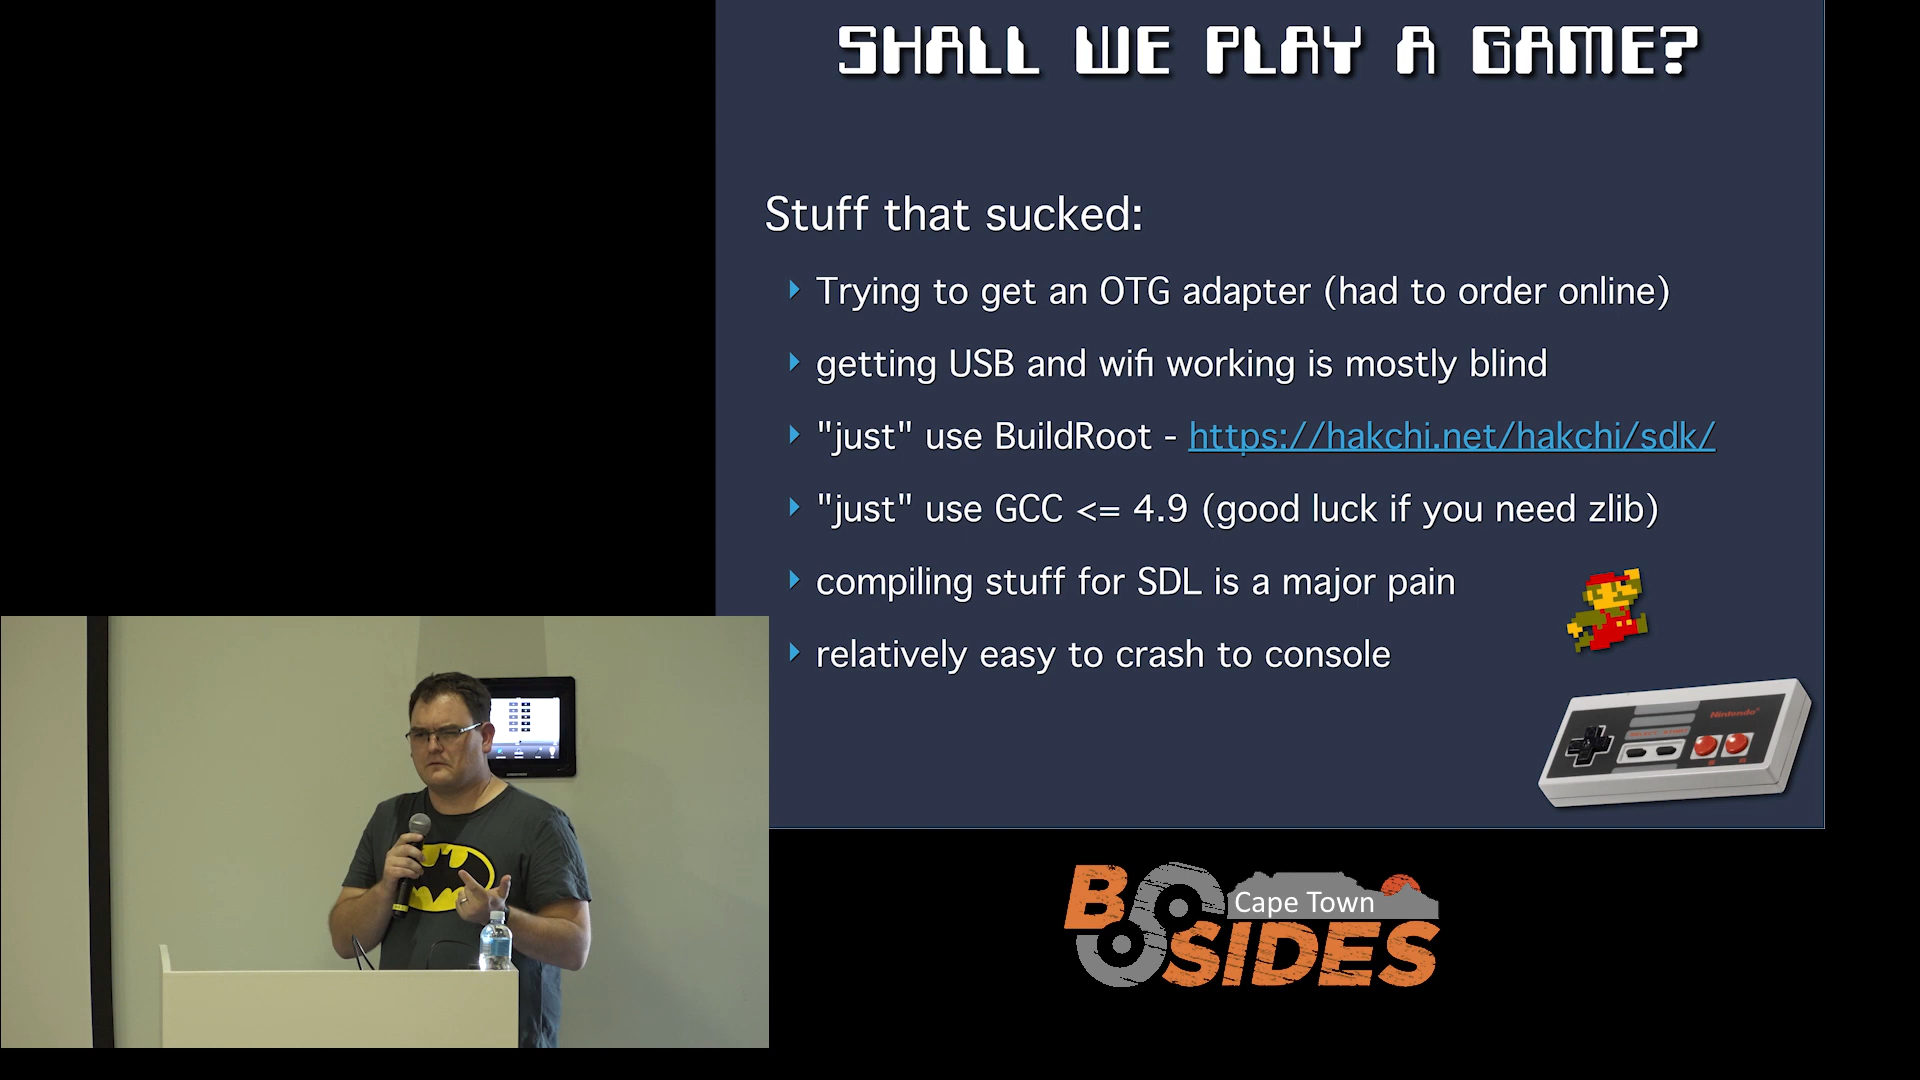 SHALL WE PLAY A GAME?
Stuff that sucked:
Trying to get an OTG adapter (had to order online)
getting USB and wifi working is mostly blind
"just" use BuildRoot - https://hakchi.net/hakchi/sdk/
"just" use GCC <= 4.9 (good luck if you need zlib)
compiling stuff for SDL is a major pain
relatively easy to crash to console
Nintendo
SELECT START
B A
Cape Town
BSIDES